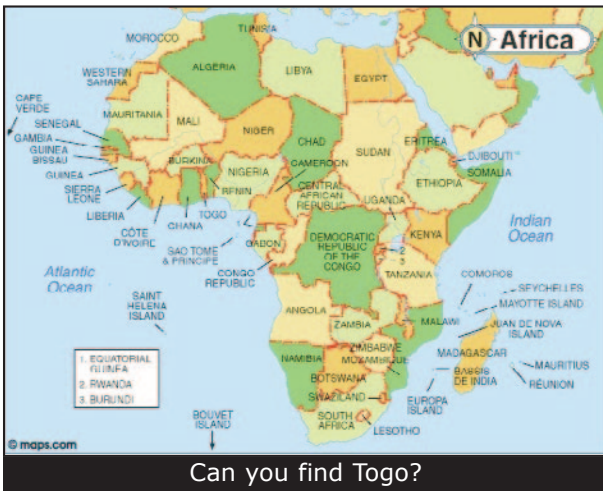 N Africa
MOROCCO
TUNISIA
ALGERIA
LIBYA
EGYPT
WESTERN
SAHARA
CAPE
VERDE
MAURITANIA
MALI
NIGER
CHAD
SUDAN
ERITREA
DJIBOUTI
SENEGAL
GAMBIA
GUINEA
BISSAU
GUINEA
SIERRA
LEONE
LIBERIA
CÔTE
D'IVOIRE
BURKINA
GHANA
TOGO
BENIN
NIGERIA
CAMEROON
CENTRAL
AFRICAN
REPUBLIC
ETHIOPIA
SOMALIA
UGANDA
KENYA
SAO TOME
& PRINCIPE
GABON
CONGO
REPUBLIC
DEMOCRATIC
REPUBLIC
OF THE
CONGO
2
3
TANZANIA
Indian
Ocean
Atlantic
Ocean
SAINT
HELENA
ISLAND
COMOROS
SEYCHELLES
MAYOTTE ISLAND
JUAN DE NOVA
ISLAND
ANGOLA
ZAMBIA
MALAWI
ZIMBABWE
MOZAMBIQUE
MADAGASCAR
MAURITIUS
RÉUNION
BASSIS
DE INDIA
EUROPA
ISLAND
NAMIBIA
BOTSWANA
SWAZILAND
SOUTH
AFRICA
LESOTHO
BOUVET
ISLAND
1. EQUATORIAL
GUINEA
2. RWANDA
3. BURUNDI
© maps.com
Can you find Togo?